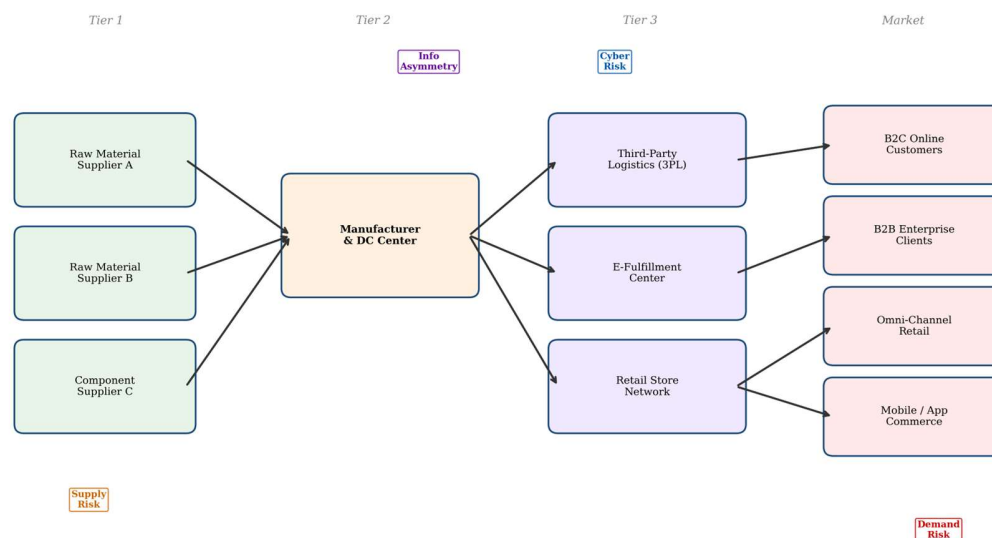 Tier 1
Tier 2
Tier 3
Market
Info
Asymmetry
Cyber
Risk
Raw Material
Supplier A
Raw Material
Supplier B
Component
Supplier C
Manufacturer
& DC Center
Third-Party
Logistics (3PL)
E-Fulfillment
Center
Retail Store
Network
B2C Online
Customers
B2B Enterprise
Clients
Omni-Channel
Retail
Mobile / App
Commerce
Supply
Risk
Demand
Risk